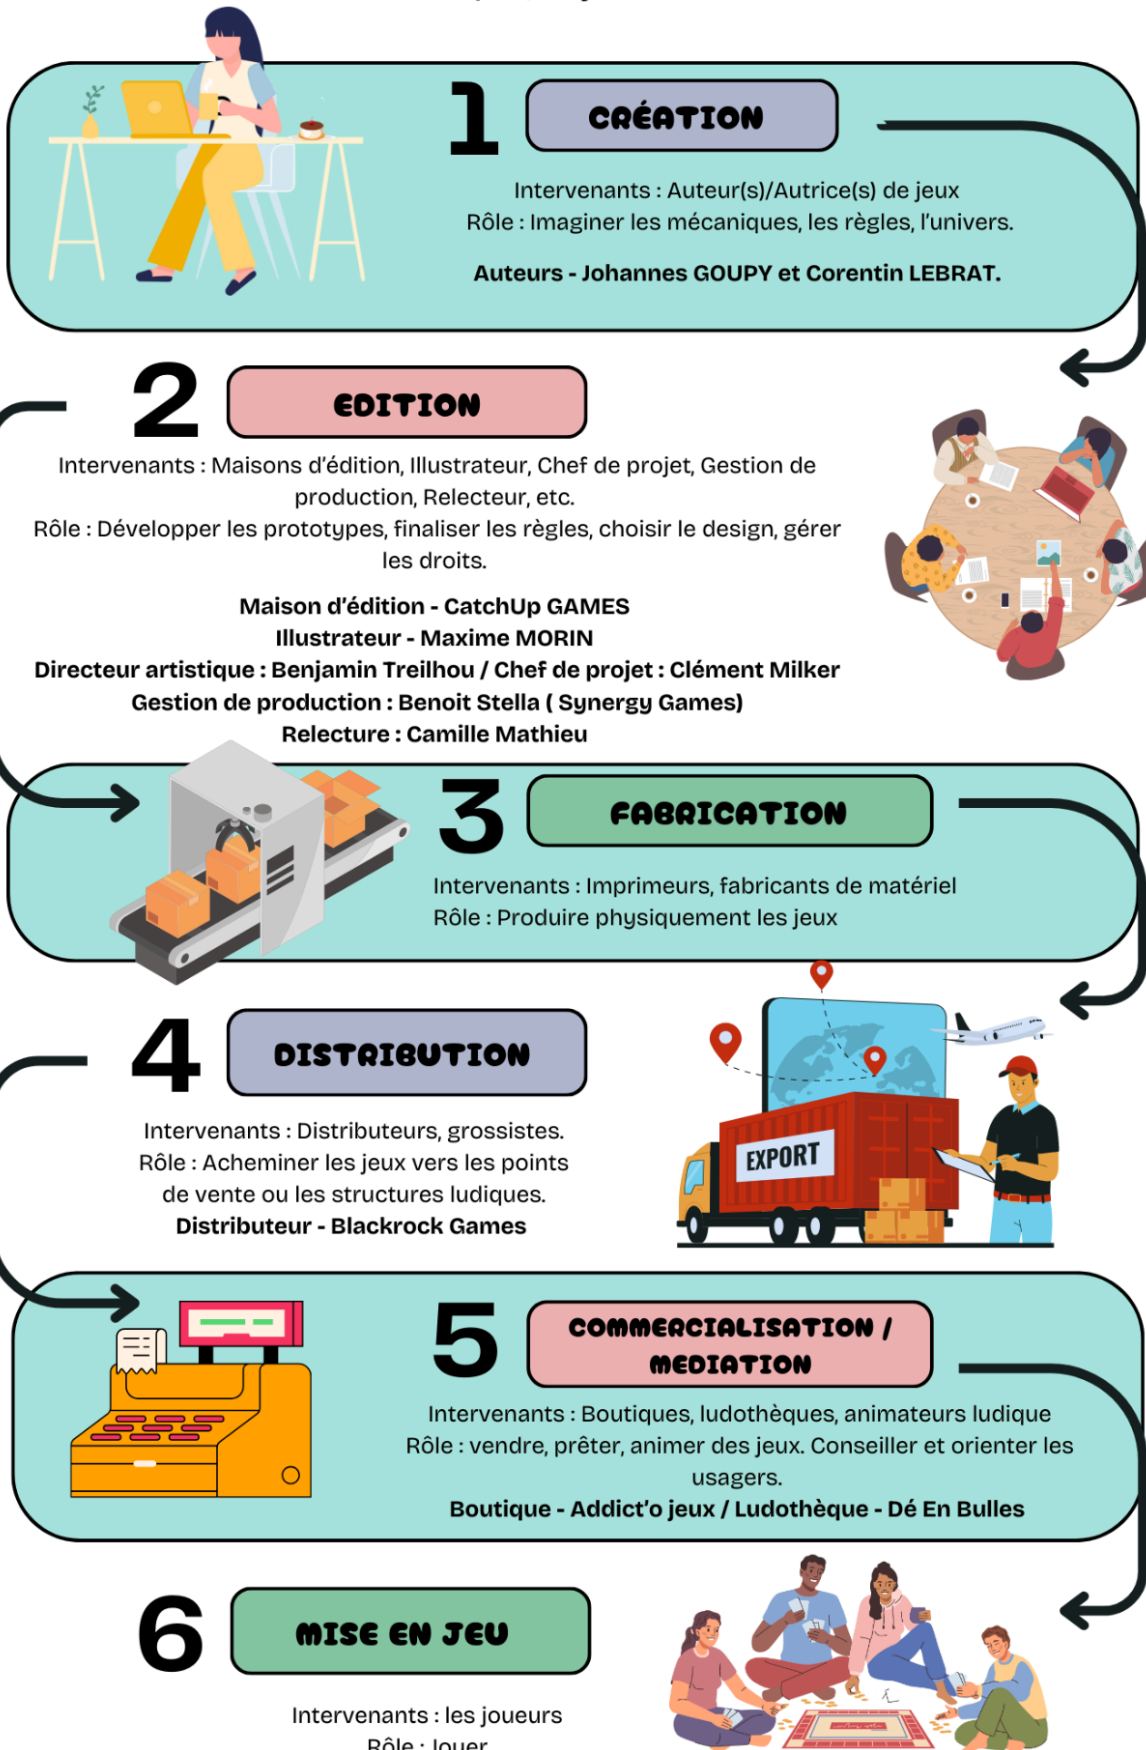 1
CRÉATION
Intervenants : Auteur(s)/Autrice(s) de jeux
Rôle : Imaginer les mécaniques, les règles, l'univers.
Auteurs - Johannes GOUPY et Corentin LEBRAT.
2
EDITION
Intervenants : Maisons d'édition, Illustrateur, Chef de projet, Gestion de
production, Relecteur, etc.
Rôle : Développer les prototypes, finaliser les règles, choisir le design, gérer
les droits.
Maison d'édition - CatchUp GAMES
Illustrateur - Maxime MORIN
Directeur artistique : Benjamin Treilhou / Chef de projet : Clément Milker
Gestion de production : Benoit Stella ( Synergy Games)
Relecture : Camille Mathieu
3
FABRICATION
Intervenants : Imprimeurs, fabricants de matériel
Rôle : Produire physiquement les jeux
4
DISTRIBUTION
Intervenants : Distributeurs, grossistes.
Rôle : Acheminer les jeux vers les points
de vente ou les structures ludiques.
Distributeur - Blackrock Games
EXPORT
5
COMMERCIALISATION /
MEDIATION
Intervenants : Boutiques, ludothèques, animateurs ludique
Rôle : vendre, prêter, animer des jeux. Conseiller et orienter les
usagers.
Boutique - Addict'o jeux / Ludothèque - Dé En Bulles
6
MISE EN JEU
Intervenants : les joueurs
Rôle : Jouer